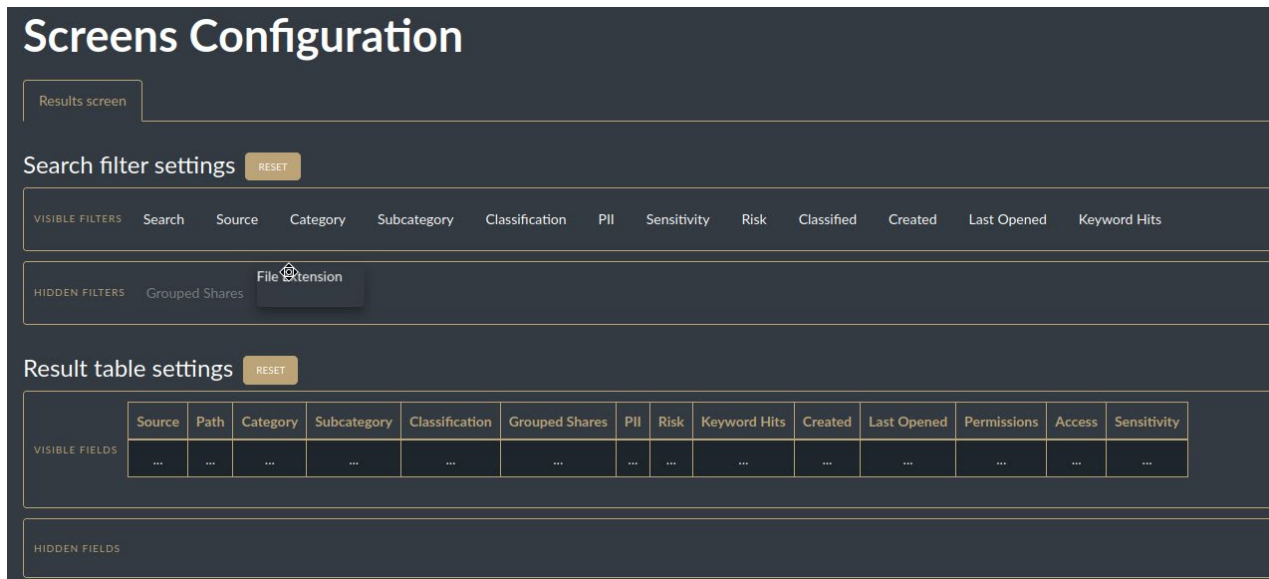 Screens Configuration
Results screen
Search filter settings RESET
VISIBLE FILTERS Search Source Category Subcategory Classification PII Sensitivity Risk Classified Created Last Opened Keyword Hits
File Extension
HIDDEN FILTERS Grouped Shares
Result table settings RESET
Source Path Category Subcategory Classification Grouped Shares PII Risk Keyword Hits Created Last Opened Permissions Access Sensitivity
VISIBLE FIELDS
... ... ... ... ... ... ... ... ... ... ... ... ... ...
HIDDEN FIELDS